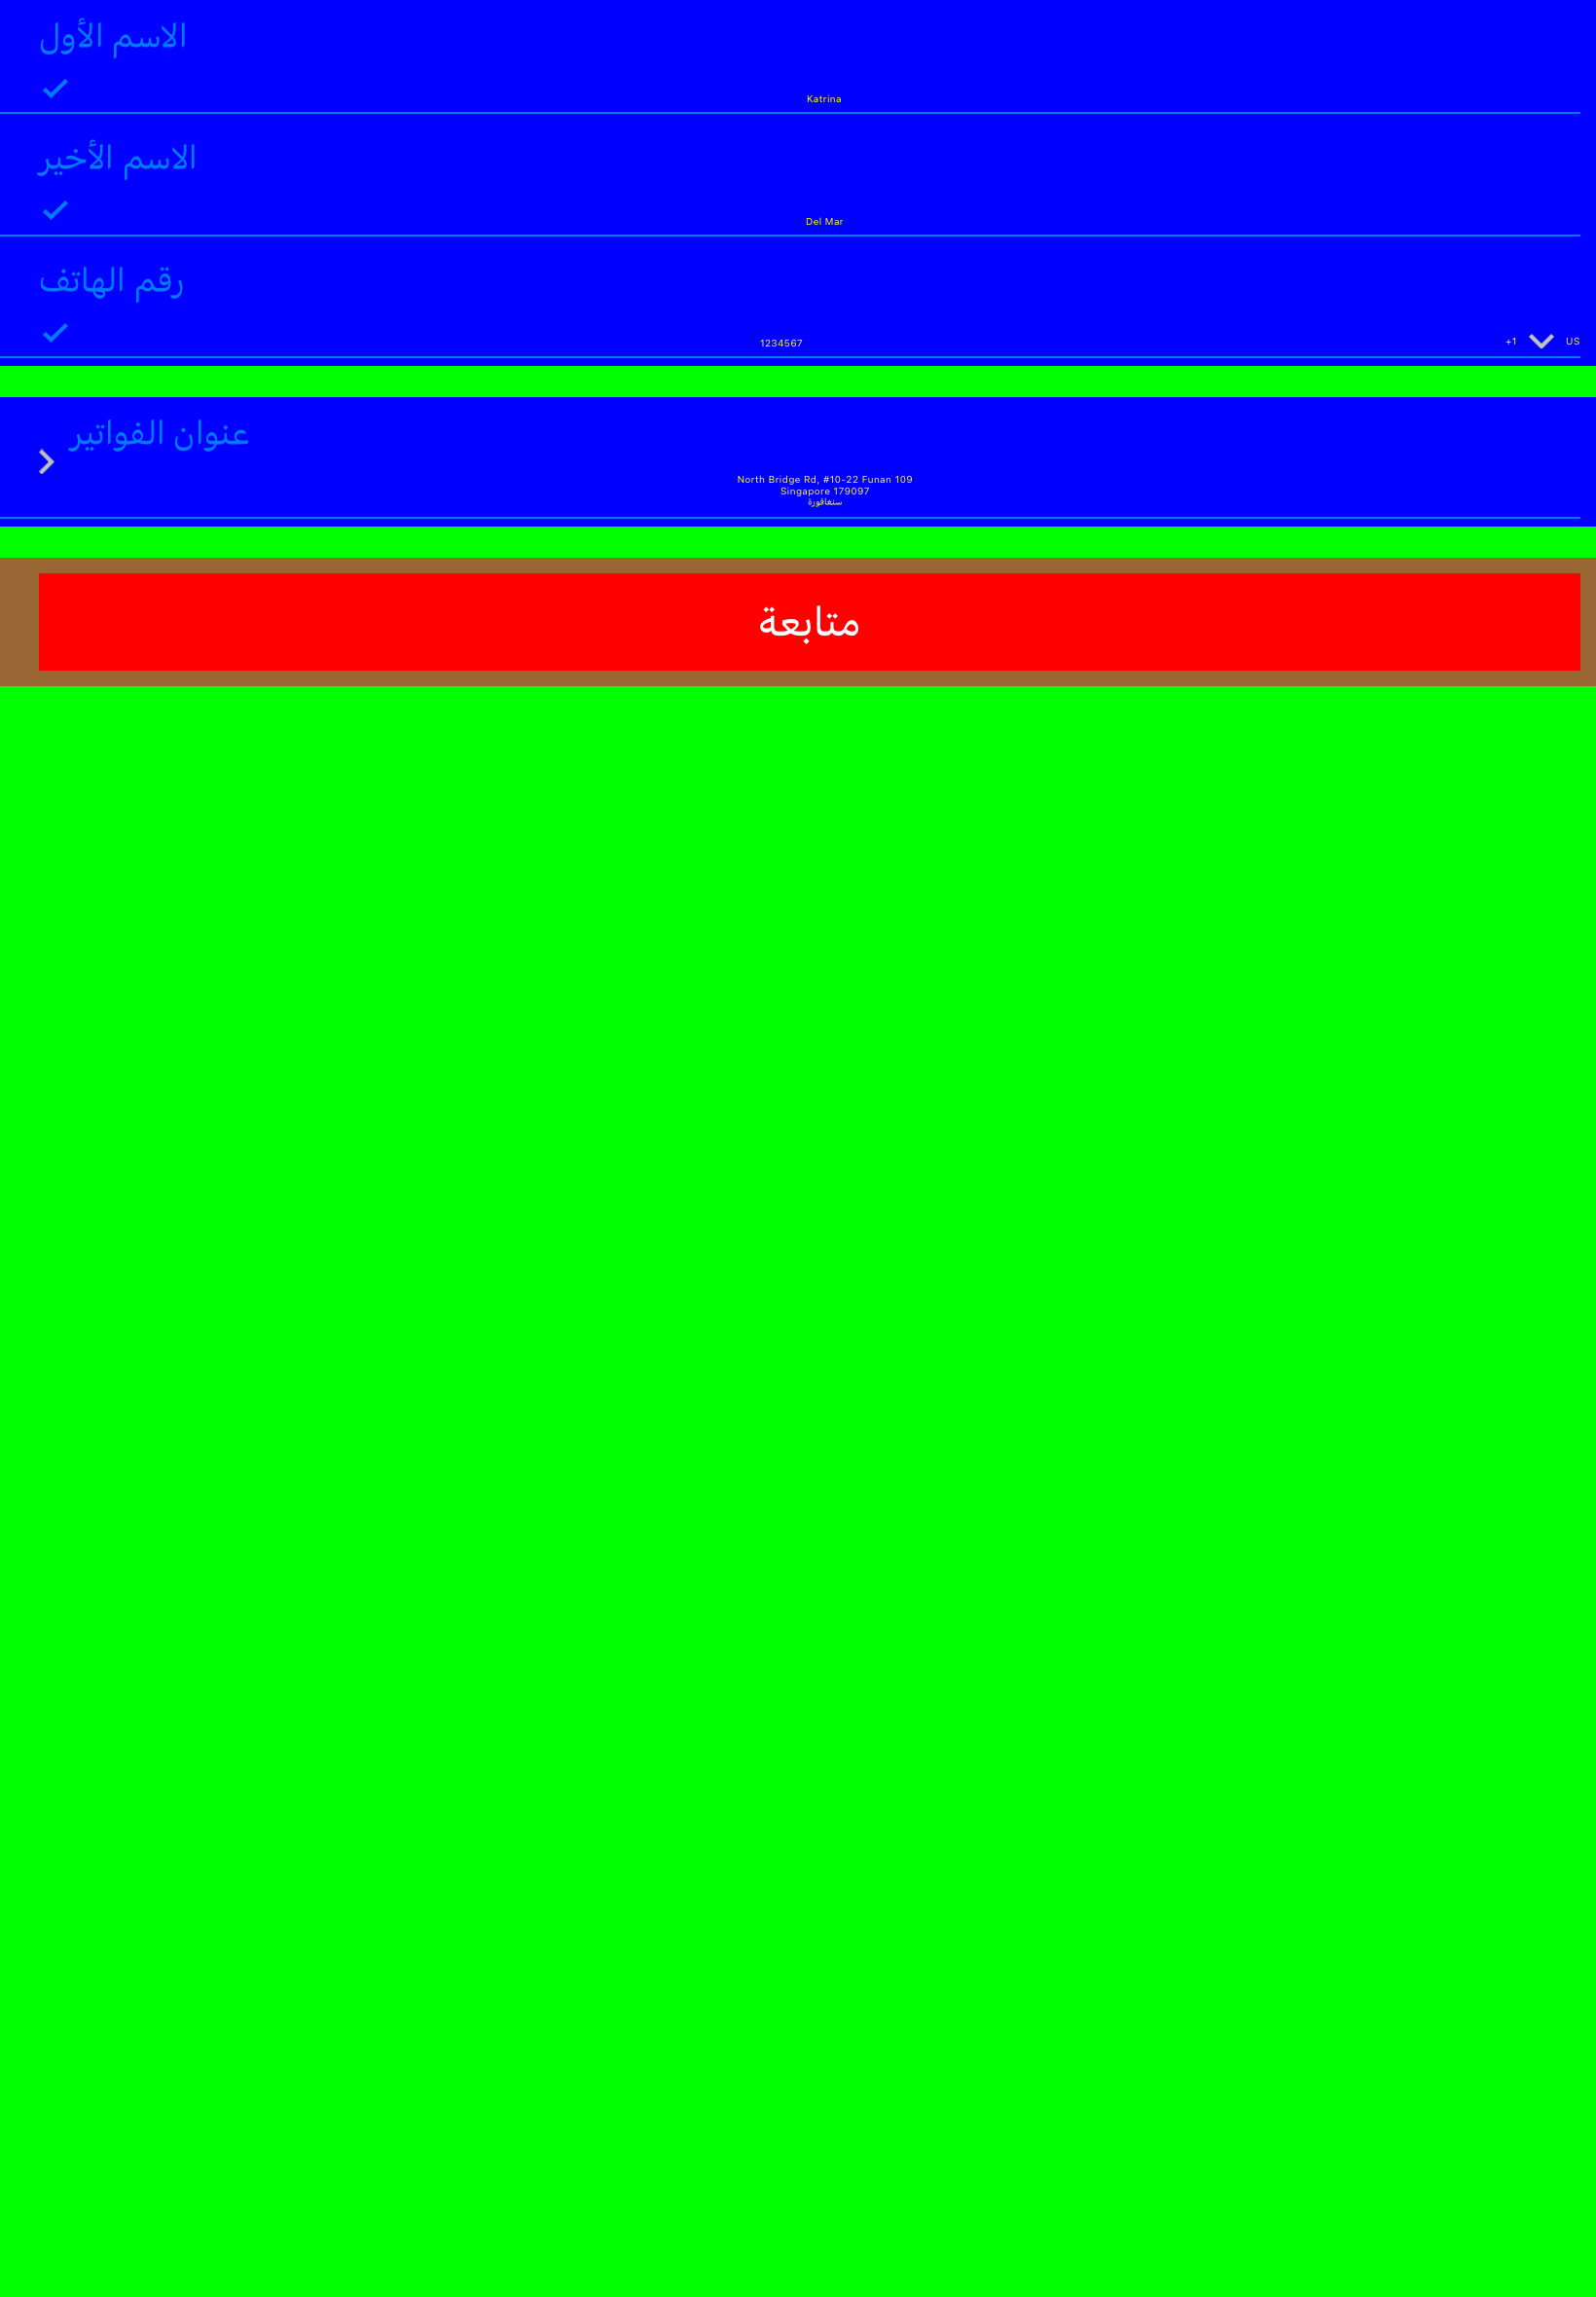 الاسم الأول
Katrina
الاسم الأخير
Del Mar
رقم الهاتف
US +1 1234567
عنوان الفواتير
North Bridge Rd, #10-22 Funan 109
Singapore 179097
سنغافورة
متابعة